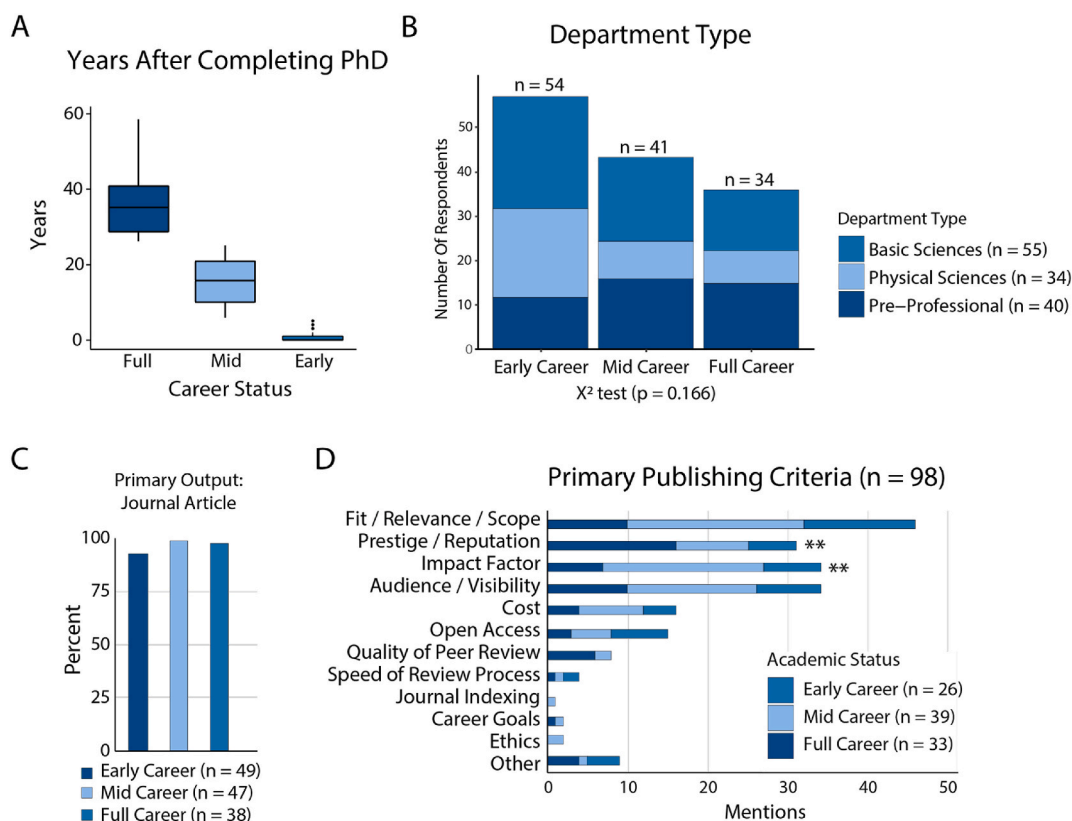 A
Years After Completing PhD
60
40
20
0
Years
Full
Mid
Early
Career Status
B
Department Type
n = 54
n = 41
n = 34
50
40
30
20
10
0
Number Of Respondents
Early Career
Mid Career
Full Career
X² test (p = 0.166)
Department Type
Basic Sciences (n = 55)
Physical Sciences (n = 34)
Pre−Professional (n = 40)
C
Primary Output:
Journal Article
100
75
50
25
0
Percent
Early Career (n = 49)
Mid Career (n = 47)
Full Career (n = 38)
D
Primary Publishing Criteria (n = 98)
Fit / Relevance / Scope
Prestige / Reputation
**
Impact Factor
**
Audience / Visibility
Cost
Open Access
Quality of Peer Review
Speed of Review Process
Journal Indexing
Career Goals
Ethics
Other
Academic Status
Early Career (n = 26)
Mid Career (n = 39)
Full Career (n = 33)
0
10
20
30
40
50
Mentions